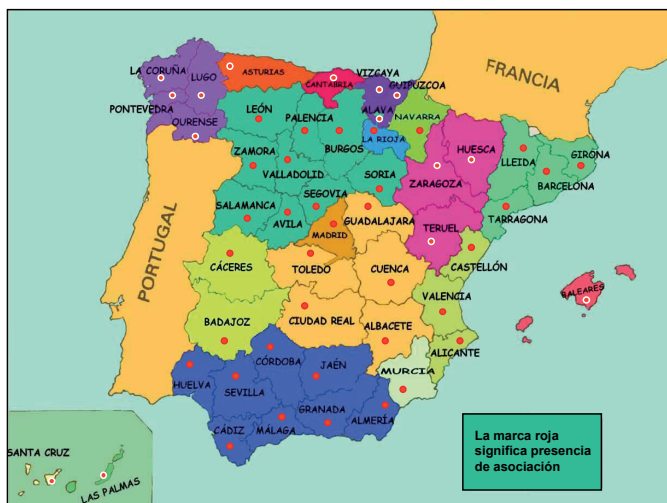 FRANCIA
LA CORUÑA
LUGO
ASTURIAS
CANTABRIA
VIZCAYA
GUIPUZCOA
PONTEVEDRA
OURENSE
LEÓN
PALENCIA
BURGOS
ALAVA
LA RIOJA
NAVARRA
HUESCA
LLEIDA
GIRONA
BARCELONA
ZAMORA
VALLADOLID
SORIA
ZARAGOZA
TARRAGONA
SALAMANCA
AVILA
SEGOVIA
GUADALAJARA
MADRID
TERUEL
PORTUGAL
CÁCERES
TOLEDO
CUENCA
CASTELLÓN
BALEARES
VALENCIA
BADAJOZ
CIUDAD REAL
ALBACETE
ALICANTE
CÓRDOBA
JAÉN
MURCIA
HUELVA
SEVILLA
GRANADA
ALMERÍA
CÁDIZ
MÁLAGA
SANTA CRUZ
LAS PALMAS
La marca roja
significa presencia
de asociación